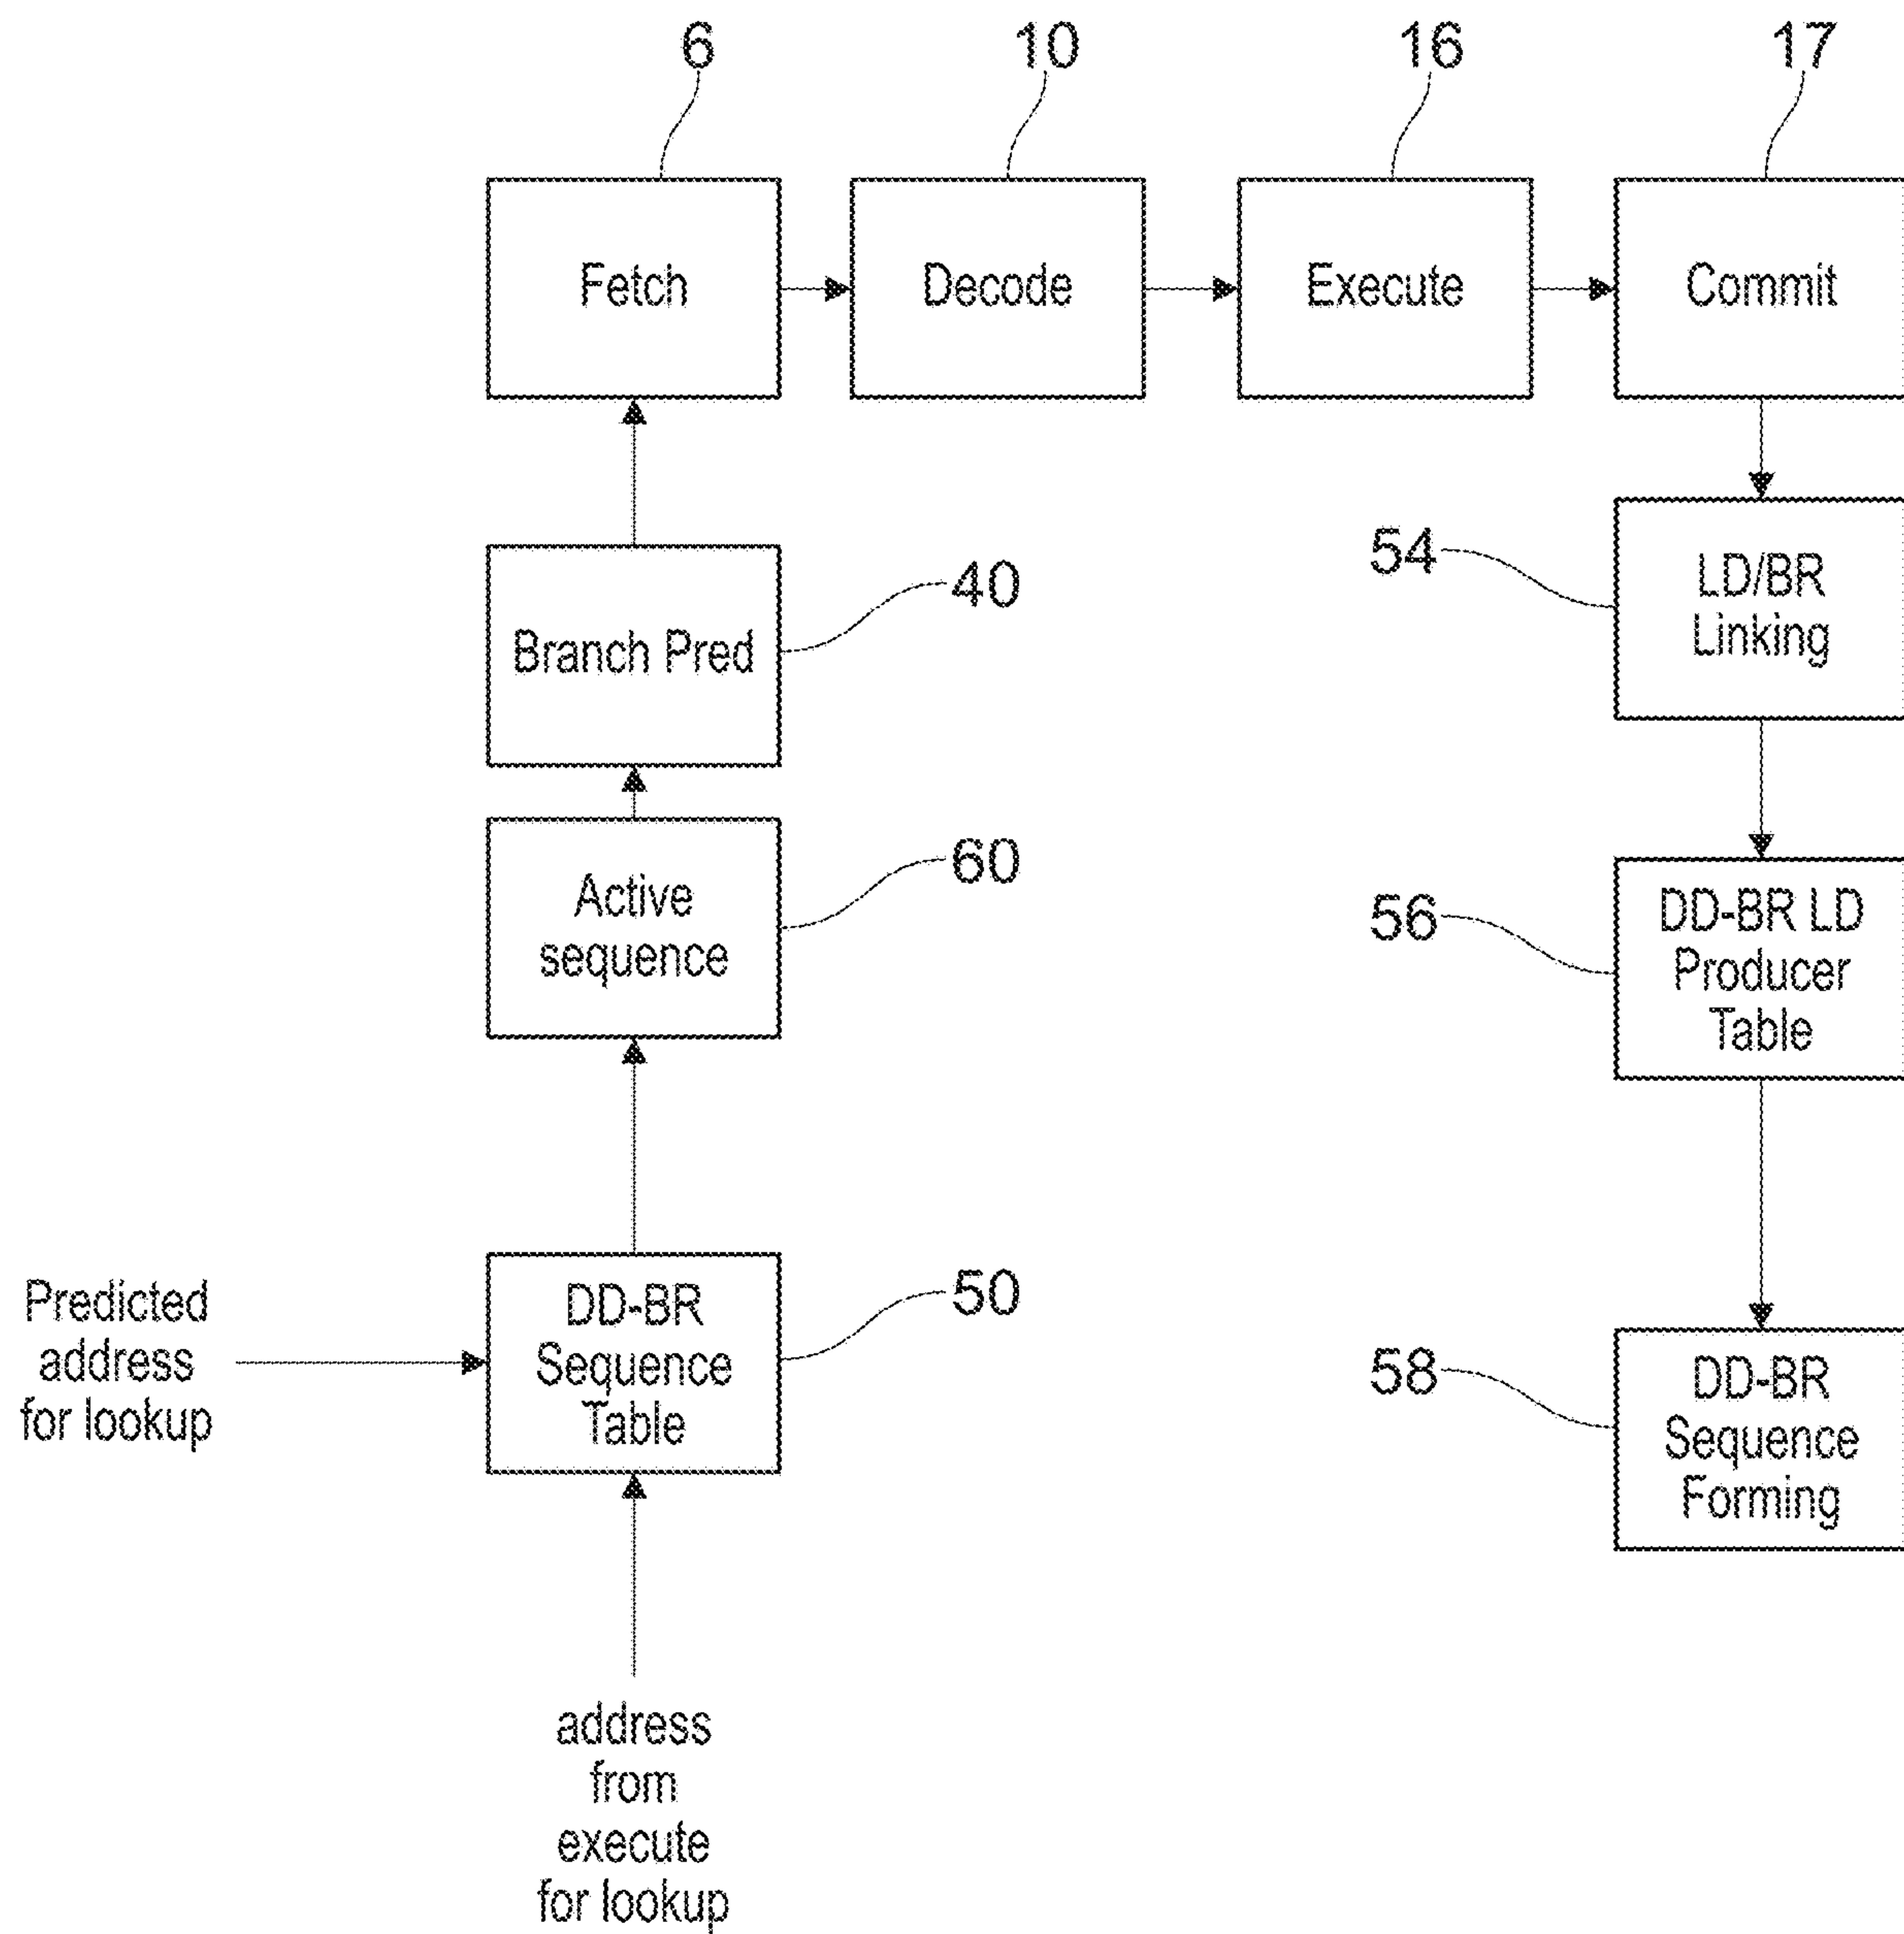 6
10
16
17
Fetch
Decode
Execute
Commit
Branch Pred
40
54
LD/BR
Linking
Active
sequence
60
56
DD-BR LD
Producer
Table
Predicted
address
for lookup
DD-BR
Sequence
Table
50
58
DD-BR
Sequence
Forming
address
from
execute
for lookup